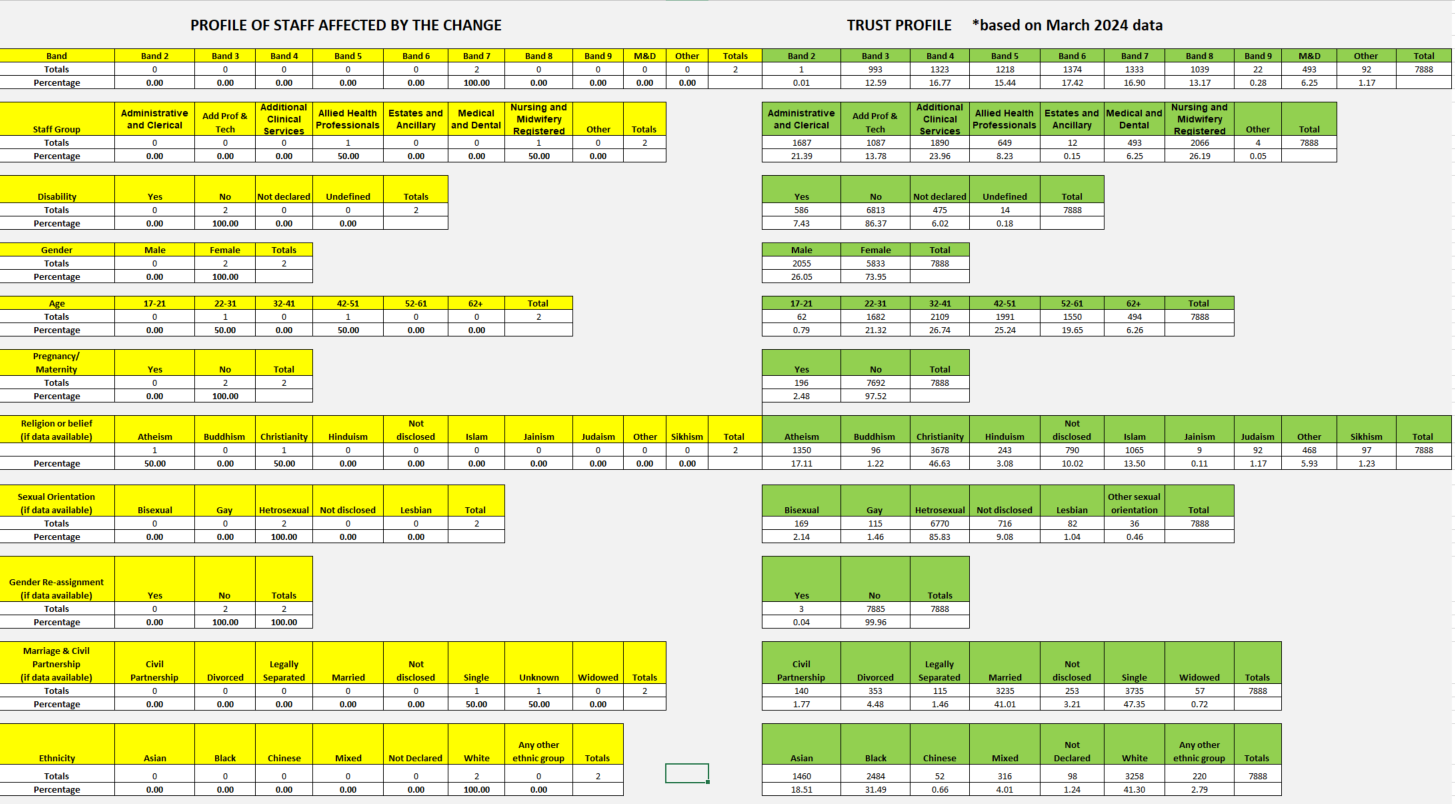 PROFILE OF STAFF AFFECTED BY THE CHANGE TRUST PROFILE *based on March 2024 data
Band Band 2 Band 3 Band 4 Band 5 Band 6 Band 7 Band 8 Band 9 M&D Other Totals Band 2 Band 3 Band 4 Band 5 Band 6 Band 7 Band 8 Band 9 M&D Other Total
Totals 0 0 0 0 0 2 0 0 0 0 2 1 993 1323 1218 1374 1333 1039 22 493 92 7888
Percentage 0.00 0.00 0.00 0.00 0.00 100.00 0.00 0.00 0.00 0.00 0.01 12.59 16.77 15.44 17.42 16.90 13.17 0.28 6.25 1.17
Staff Group Administrative and Clerical Add Prof & Tech Additional Clinical Services Allied Health Professionals Estates and Ancillary Medical and Dental Nursing and Midwifery Registered Other Totals Administrative and Clerical Add Prof & Tech Additional Clinical Services Allied Health Professionals Estates and Ancillary Medical and Dental Nursing and Midwifery Registered Other Total
Totals 0 0 0 1 0 0 1 0 2 1687 1087 1890 649 12 493 2066 4 7888
Percentage 0.00 0.00 0.00 50.00 0.00 0.00 50.00 0.00 21.39 13.78 23.96 8.23 0.15 6.25 26.19 0.05
Disability Yes No Not declared Undefined Totals Yes No Not declared Undefined Total
Totals 0 2 0 0 2 586 6813 475 14 7888
Percentage 0.00 100.00 0.00 0.00 7.43 86.37 6.02 0.18
Gender Male Female Totals Male Female Total
Totals 0 2 2 2055 5833 7888
Percentage 0.00 100.00 26.05 73.95
Age 17-21 22-31 32-41 42-51 52-61 62+ Total 17-21 22-31 32-41 42-51 52-61 62+ Total
Totals 0 1 0 1 0 0 2 62 1682 2109 1991 1550 494 7888
Percentage 0.00 50.00 0.00 50.00 0.00 0.00 0.79 21.32 26.74 25.24 19.65 6.26
Pregnancy/ Maternity Yes No Total Yes No Total
Totals 0 2 2 196 7692 7888
Percentage 0.00 100.00 2.48 97.52
Religion or belief (if data available) Atheism Buddhism Christianity Hinduism Not disclosed Islam Jainism Judaism Other Sikhism Total Atheism Buddhism Christianity Hinduism Not disclosed Islam Jainism Judaism Other Sikhism Total
1 0 1 0 0 0 0 0 0 0 2 1350 96 3678 243 790 1065 9 92 468 97 7888
Percentage 50.00 0.00 50.00 0.00 0.00 0.00 0.00 0.00 0.00 0.00 17.11 1.22 46.63 3.08 10.02 13.50 0.11 1.17 5.93 1.23
Sexual Orientation (if data available) Bisexual Gay Hetrosexual Not disclosed Lesbian Total Bisexual Gay Hetrosexual Not disclosed Lesbian Other sexual orientation Total
Totals 0 0 2 0 0 2 169 115 6770 716 82 36 7888
Percentage 0.00 0.00 100.00 0.00 0.00 2.14 1.46 85.83 9.08 1.04 0.46
Gender Re-assignment (if data available) Yes No Totals Yes No Totals
Totals 0 2 2 3 7885 7888
Percentage 0.00 100.00 100.00 0.04 99.96
Marriage & Civil Partnership (if data available) Civil Partnership Divorced Legally Separated Married Not disclosed Single Unknown Widowed Totals Civil Partnership Divorced Legally Separated Married Not disclosed Single Widowed Totals
Totals 0 0 0 0 0 1 1 0 2 140 353 115 3235 253 3735 57 7888
Percentage 0.00 0.00 0.00 0.00 0.00 50.00 50.00 0.00 1.77 4.48 1.46 41.01 3.21 47.35 0.72
Ethnicity Asian Black Chinese Mixed Not Declared White Any other ethnic group Totals Asian Black Chinese Mixed Not Declared White Any other ethnic group Totals
Totals 0 0 0 0 0 2 0 2 1460 2484 52 316 98 3258 220 7888
Percentage 0.00 0.00 0.00 0.00 0.00 100.00 0.00 18.51 31.49 0.66 4.01 1.24 41.30 2.79